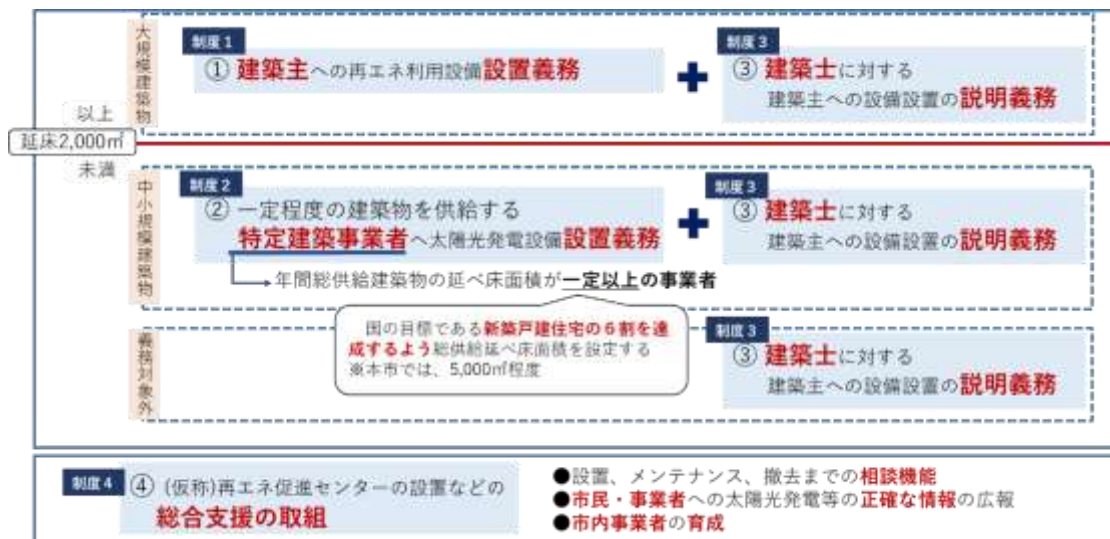 大規模建築物
制度1
① 建築主への再エネ利用設備設置義務
制度3
③ 建築士に対する
建築主への設備設置の説明義務
以上
延床2,000㎡
未満
中小規模建築物
制度2
② 一定程度の建築物を供給する
特定建築事業者へ太陽光発電設備設置義務
年間総供給建築物の延べ床面積が一定以上の事業者
制度3
③ 建築士に対する
建築主への設備設置の説明義務
国の目標である新築戸建住宅の6割を達
成するよう総供給延べ床面積を設定する
※本市では、5,000㎡程度
義務対象外
制度3
③ 建築士に対する
建築主への設備設置の説明義務
制度4
④ (仮称)再エネ促進センターの設置などの
総合支援の取組
●設置、メンテナンス、撤去までの相談機能
●市民・事業者への太陽光発電等の正確な情報の広報
●市内事業者の育成